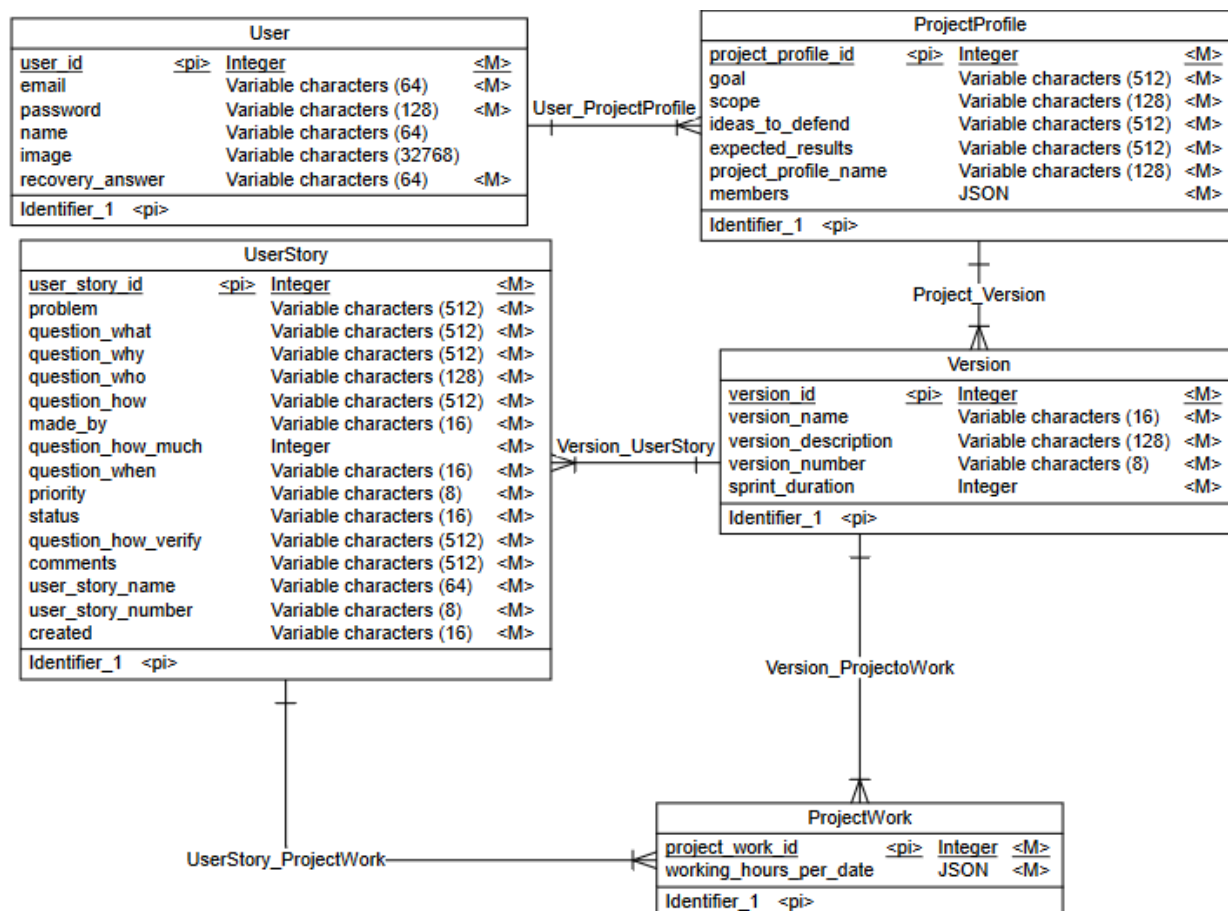 User
user_id <pi> Integer <M>
email Variable characters (64) <M>
password Variable characters (128) <M>
name Variable characters (64)
image Variable characters (32768)
recovery_answer Variable characters (64) <M>
Identifier_1 <pi>
User_ProjectProfile
ProjectProfile
project_profile_id <pi> Integer <M>
goal Variable characters (512) <M>
scope Variable characters (128) <M>
ideas_to_defend Variable characters (512) <M>
expected_results Variable characters (512) <M>
project_profile_name Variable characters (128) <M>
members JSON <M>
Identifier_1 <pi>
Project_Version
UserStory
user_story_id <pi> Integer <M>
problem Variable characters (512) <M>
question_what Variable characters (512) <M>
question_why Variable characters (512) <M>
question_who Variable characters (128) <M>
question_how Variable characters (512) <M>
made_by Variable characters (16) <M>
question_how_much Integer <M>
question_when Variable characters (16) <M>
priority Variable characters (8) <M>
status Variable characters (16) <M>
question_how_verify Variable characters (512) <M>
comments Variable characters (512) <M>
user_story_name Variable characters (64) <M>
user_story_number Variable characters (8) <M>
created Variable characters (16) <M>
Identifier_1 <pi>
Version_UserStory
Version
version_id <pi> Integer <M>
version_name Variable characters (16) <M>
version_description Variable characters (128) <M>
version_number Variable characters (8) <M>
sprint_duration Integer <M>
Identifier_1 <pi>
Version_ProjectoWork
UserStory_ProjectWork
ProjectWork
project_work_id <pi> Integer <M>
working_hours_per_date JSON <M>
Identifier_1 <pi>